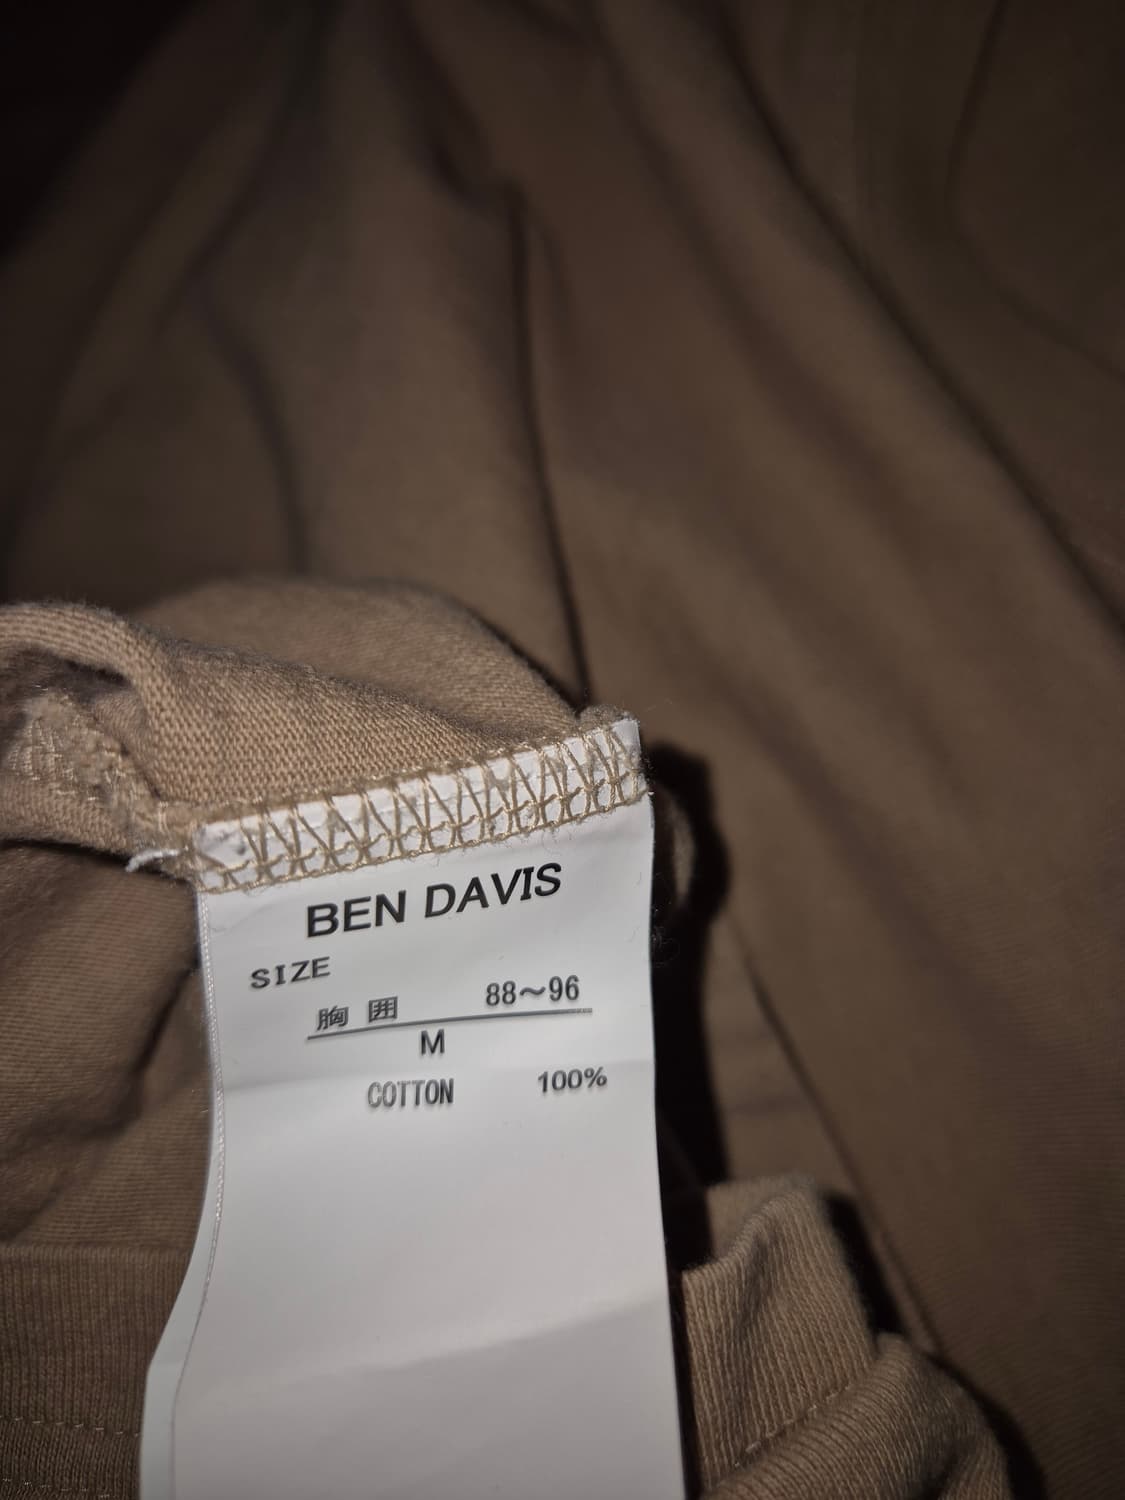 BEN DAVIS
SIZE
胸囲 88～96
M
COTTON 100%